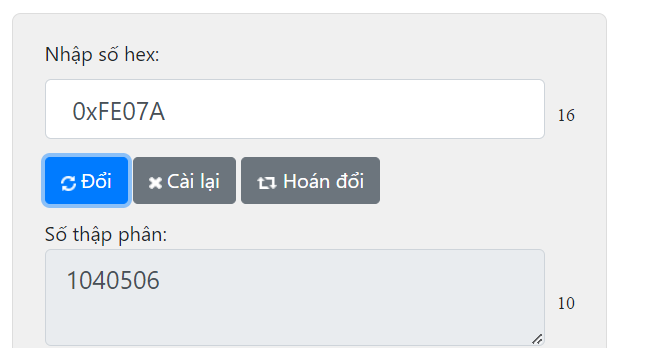 Nhập số hex:
0xFE07A
16
Đổi Cài lại Hoán đổi
Số thập phân:
1040506
10